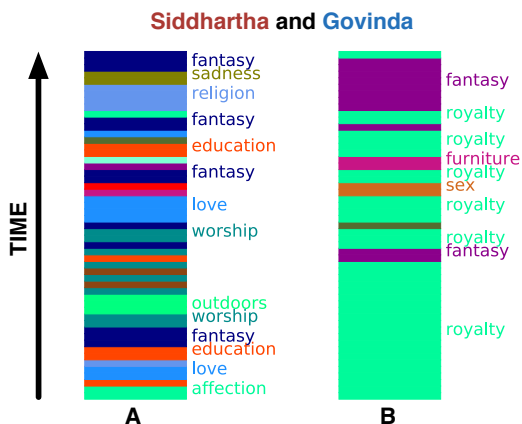 Siddhartha and Govinda
TIME
fantasy
sadness
religion
fantasy
education
fantasy
love
worship
outdoors
worship
fantasy
education
love
affection
A
fantasy
royalty
royalty
furniture
royalty
sex
royalty
royalty
fantasy
royalty
B